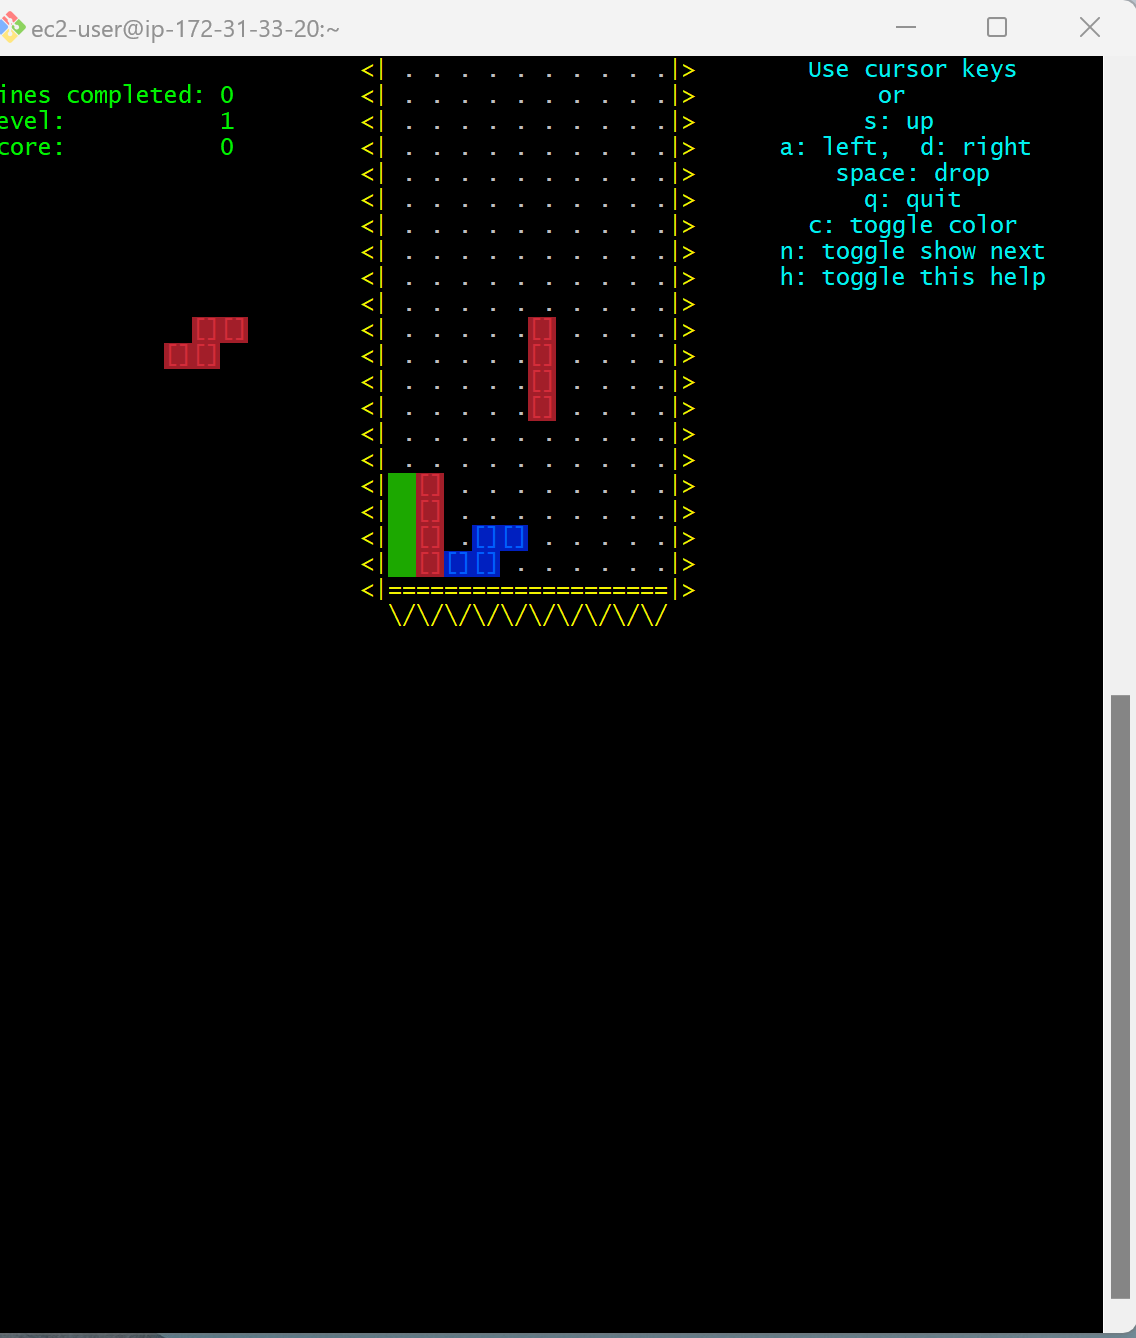 ec2-user@ip-172-31-33-20:~
<| . . . . . . . . . .|> Use cursor keys
ines completed: 0 <| . . . . . . . . . .|> or
evel: 1 <| . . . . . . . . . .|> s: up
core: 0 <| . . . . . . . . . .|> a: left,  d: right
<| . . . . . . . . . .|> space: drop
<| . . . . . . . . . .|> q: quit
<| . . . . . . . . . .|> c: toggle color
<| . . . . . . . . . .|> n: toggle show next
<| . . . . . . . . . .|> h: toggle this help
<| . . . . . . . . . .|>
[][] <| . . . . .[] . . . .|>
[][] <| . . . . .[] . . . .|>
<| . . . . .[] . . . .|>
<| . . . . .[] . . . .|>
<| . . . . . . . . . .|>
<| . . . . . . . . . .|>
<|  [] . . . . . . . .|>
<|  [] . . . . . . . .|>
<|  [] .[][] . . . . .|>
<|  [][][] . . . . . .|>
<|====================|>
\/\/\/\/\/\/\/\/\/\/